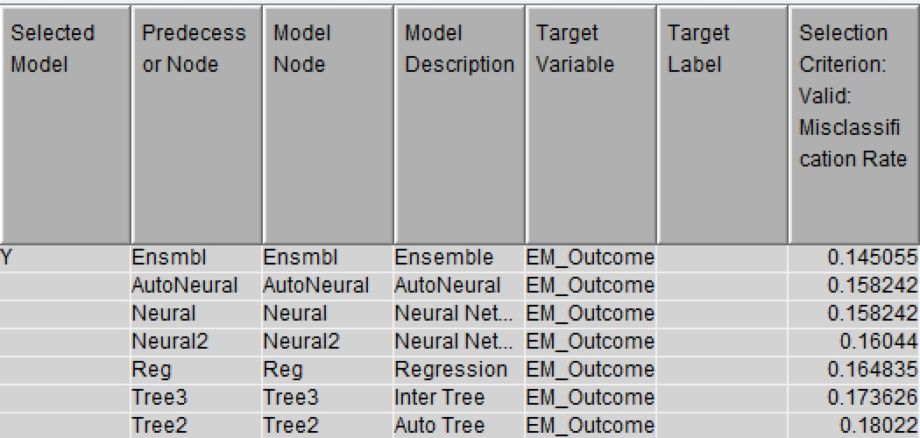 Selected Predecess Model Model Target Target Selection
Model or Node Node Description Variable Label Criterion:
Valid:
Misclassifi
cation Rate
Y Ensmbl Ensmbl Ensemble EM_Outcome 0.145055
AutoNeural AutoNeural AutoNeural EM_Outcome 0.158242
Neural Neural Neural Net... EM_Outcome 0.158242
Neural2 Neural2 Neural Net... EM_Outcome 0.16044
Reg Reg Regression EM_Outcome 0.164835
Tree3 Tree3 Inter Tree EM_Outcome 0.173626
Tree2 Tree2 Auto Tree EM_Outcome 0.18022